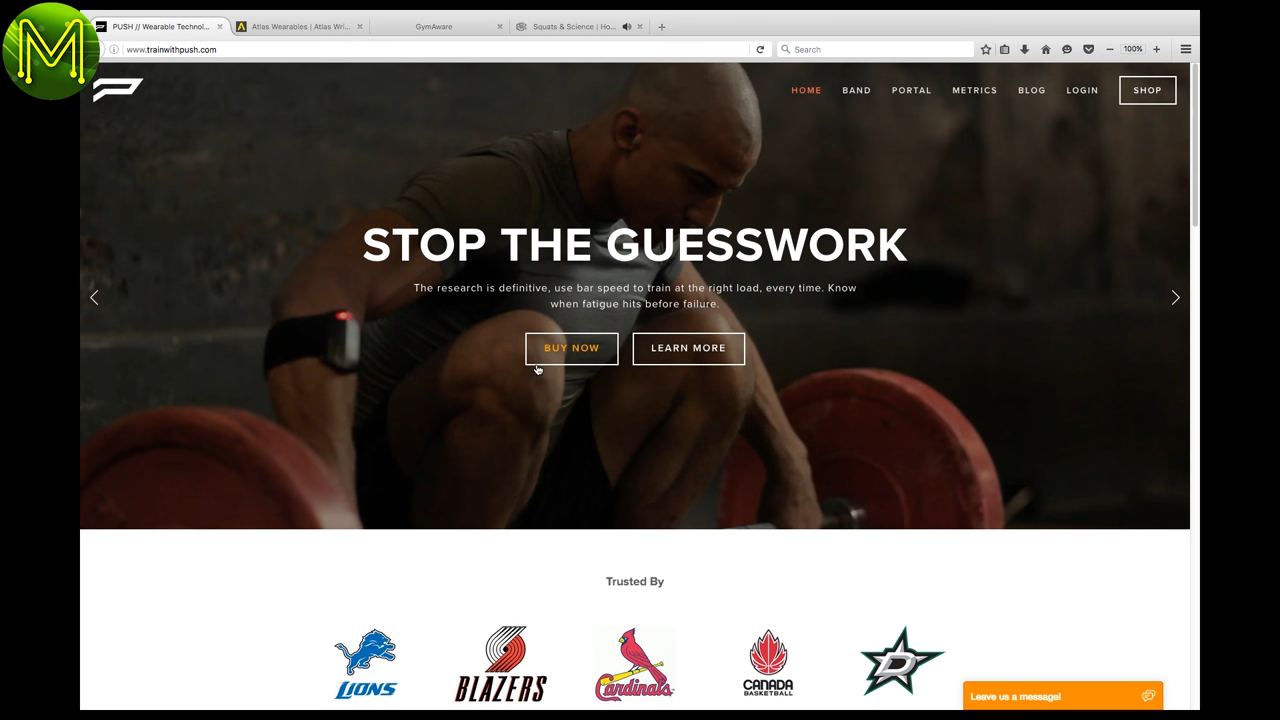 M
PUSH // Wearable Technol...
Atlas Wearables | Atlas Wri...
GymAware
Squats & Science | Ho...
www.trainwithpush.com
Search
100%
HOME
BAND
PORTAL
METRICS
BLOG
LOGIN
SHOP
STOP THE GUESSWORK
The research is definitive, use bar speed to train at the right load, every time. Know
when fatigue hits before failure.
BUY NOW
LEARN MORE
Trusted By
LIONS
BLAZERS
Cardinals
CANADA
BASKETBALL
D
Leave us a message!